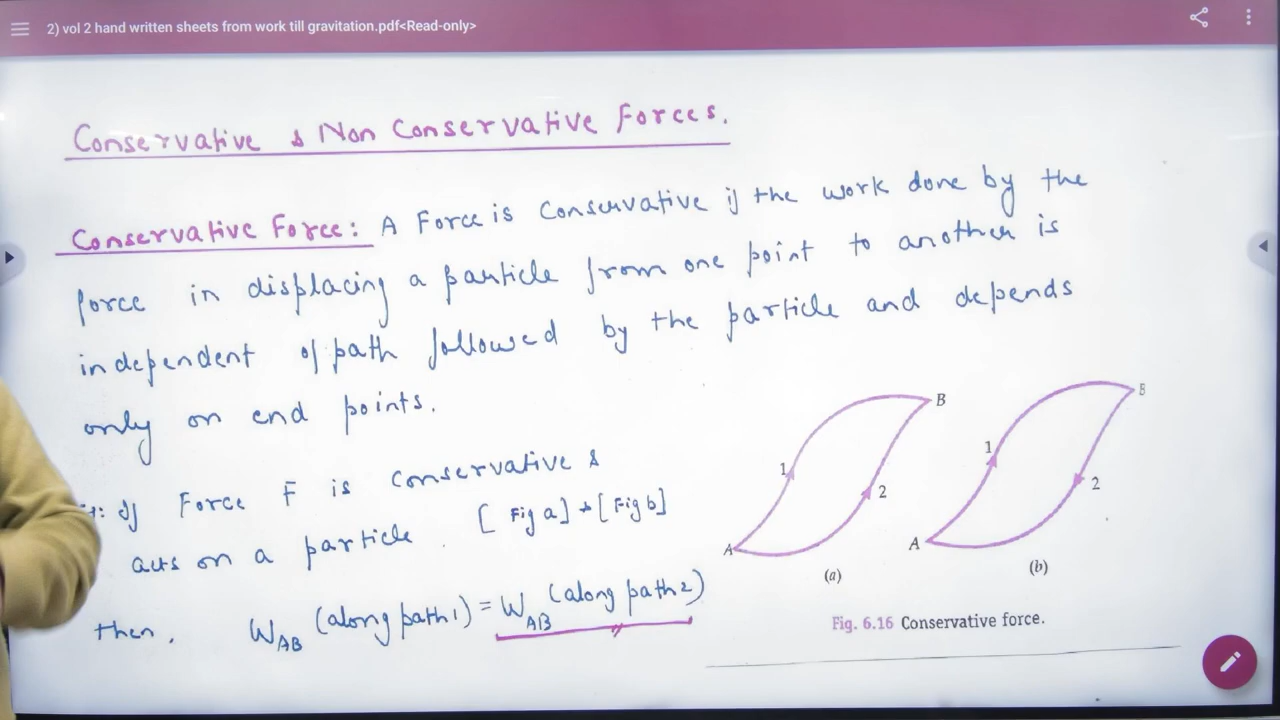 2) vol 2 hand written sheets from work till gravitation.pdf<Read-only>
Conservative & Non Conservative Forces.
Conservative Force: A Force is Conservative if the work done by the
force in displacing a particle from one point to another is
independent of path followed by the particle and depends
only on end points.
If Force F is conservative &
acts on a particle [Fig a] & [Fig b]
then, W_AB (along path 1) = W_AB (along path 2)
A
1
2
B
(a)
A
1
2
B
(b)
Fig. 6.16 Conservative force.